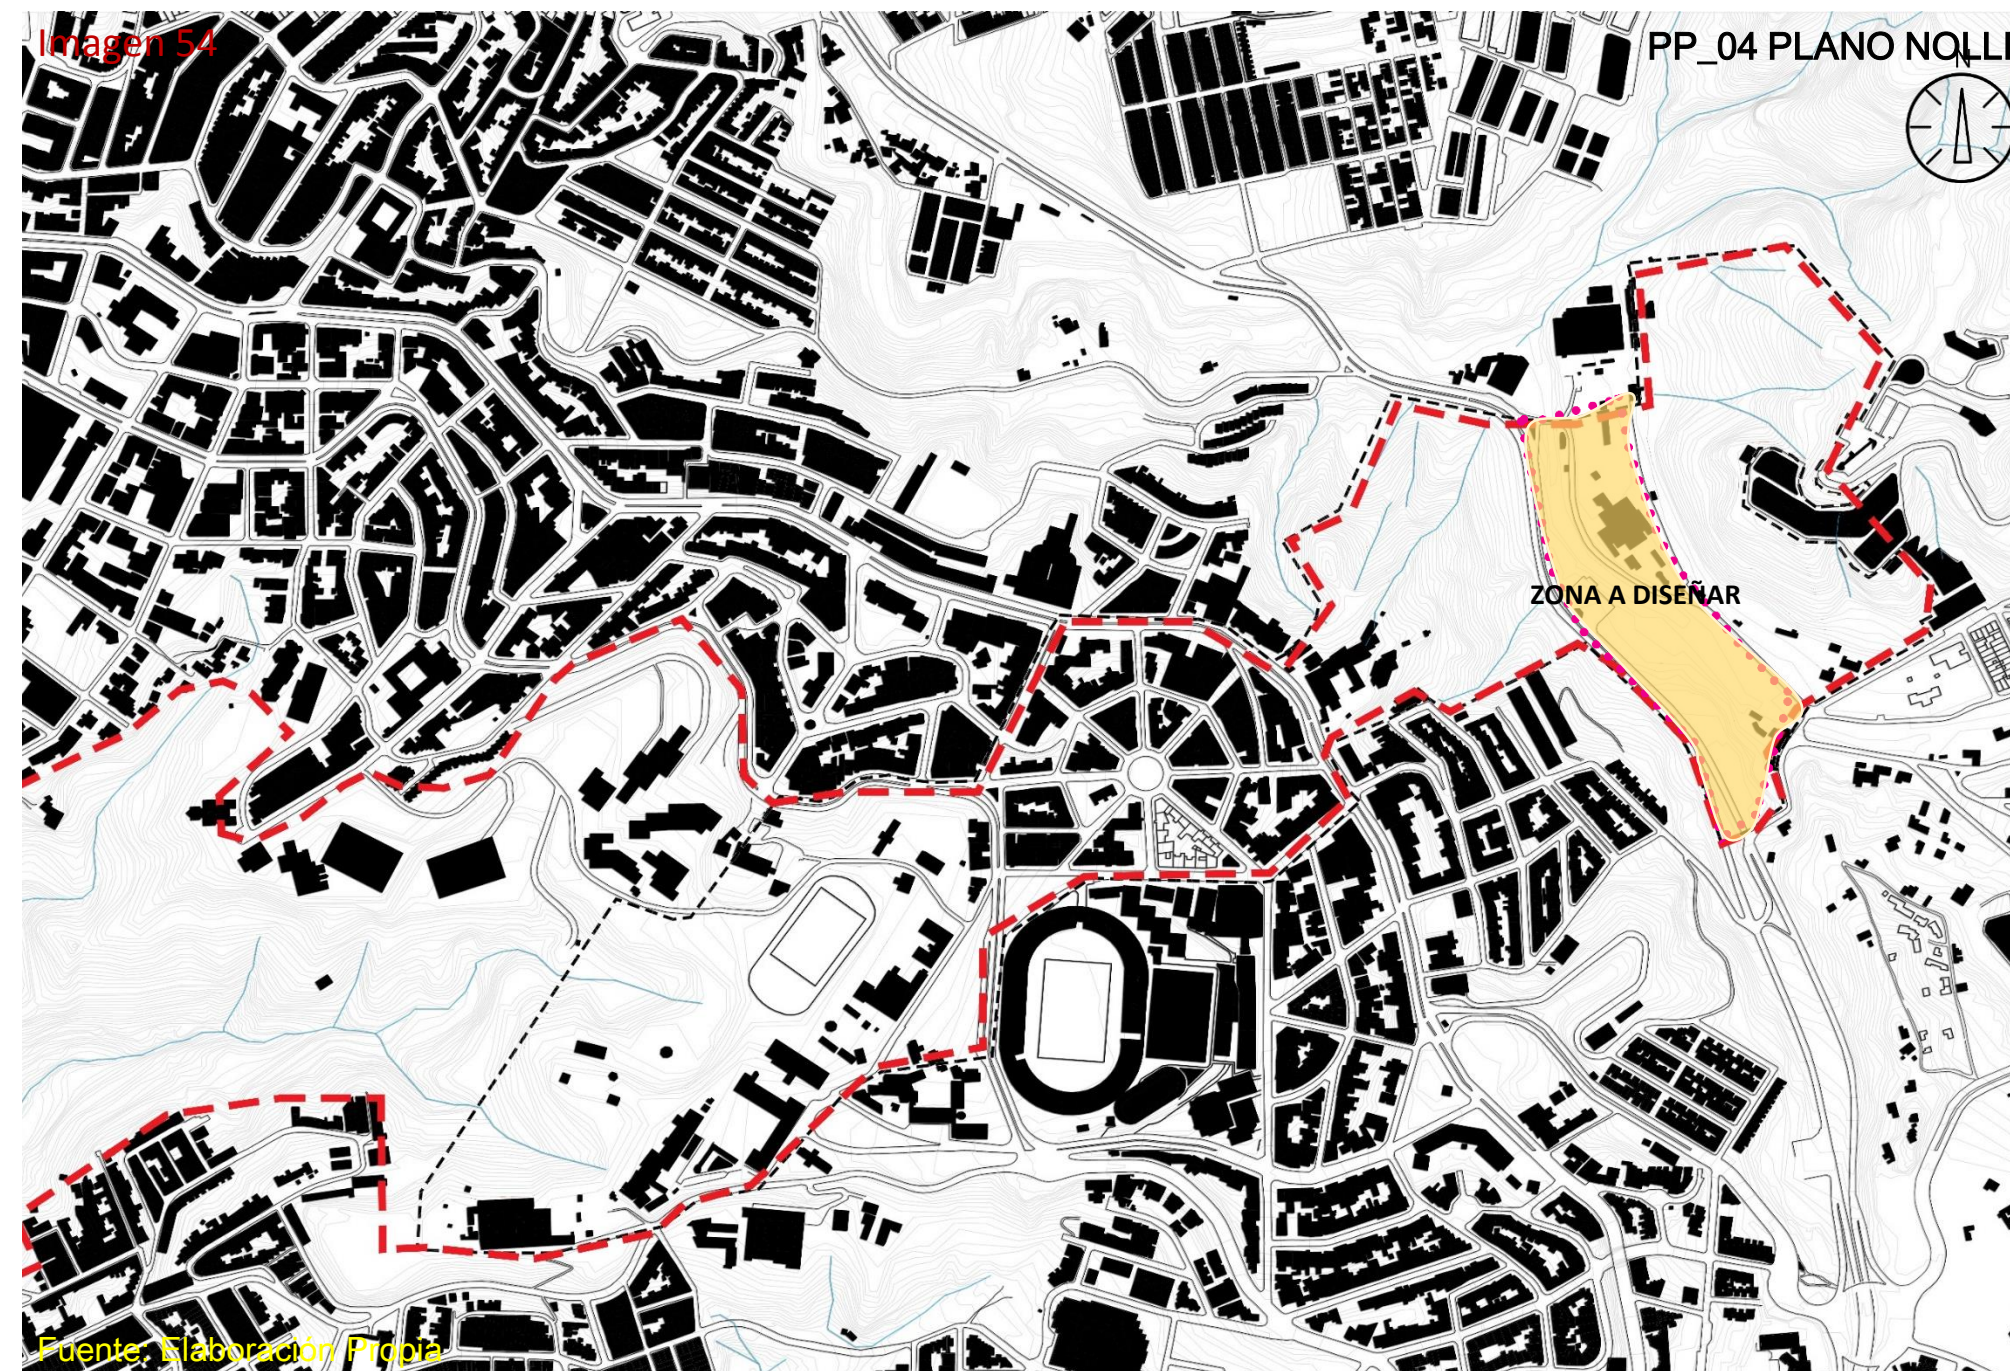 Imagen 54
PP_04 PLANO NOLLI
N
ZONA A DISEÑAR
Fuente: Elaboración Propia